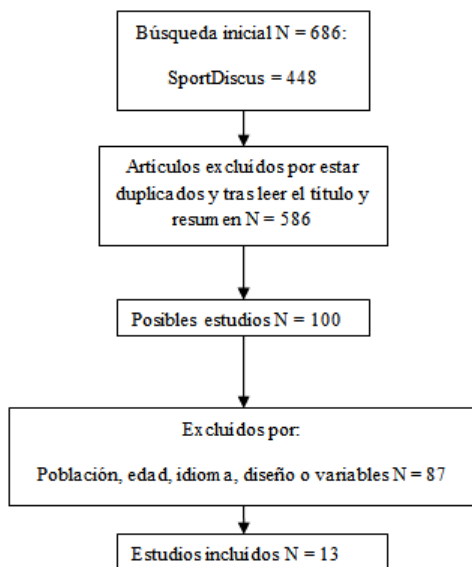 Búsqueda inicial N = 686:
SportDiscus = 448
Artículos excluidos por estar
duplicados y tras leer el título y
resumen N = 586
Posibles estudios N = 100
Excluidos por:
Población, edad, idioma, diseño o variables N = 87
Estudios incluidos N = 13